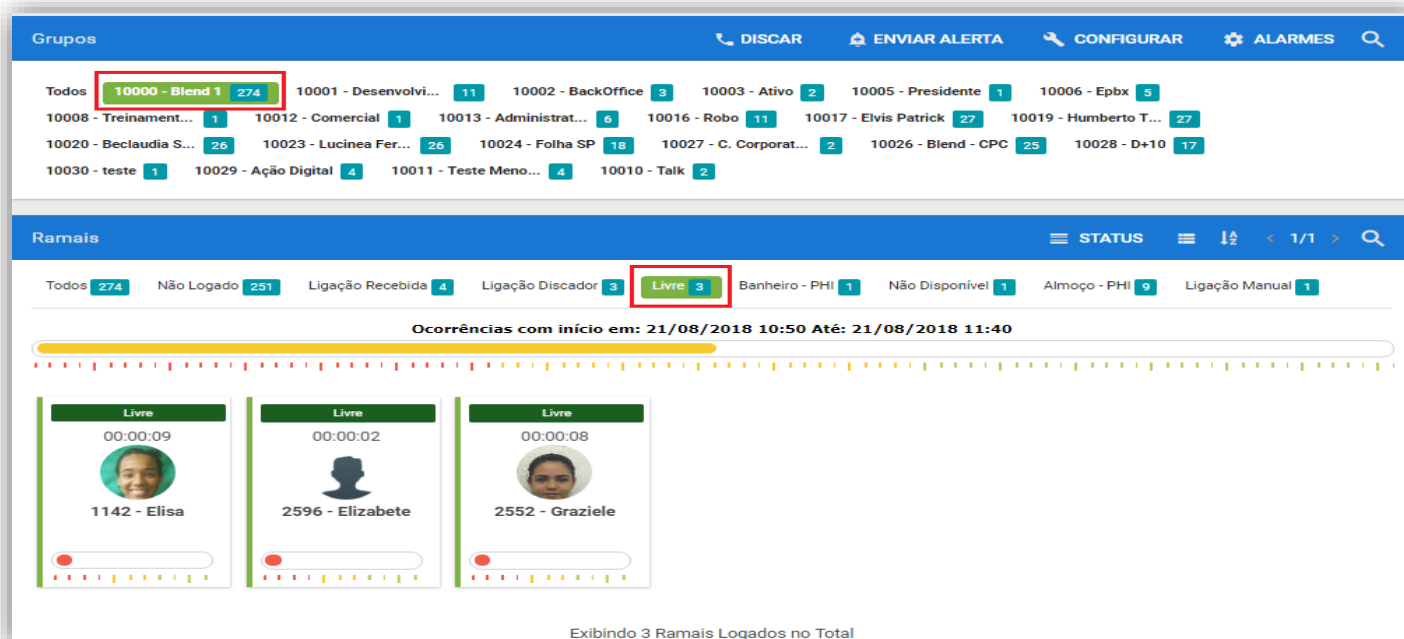 Grupos DISCAR ENVIAR ALERTA CONFIGURAR ALARMES
Todos 10000 - Blend 1 274 10001 - Desenvolvi... 11 10002 - BackOffice 3 10003 - Ativo 2 10005 - Presidente 1 10006 - Epbx 5
10008 - Treinament... 1 10012 - Comercial 1 10013 - Administrat... 6 10016 - Robo 11 10017 - Elvis Patrick 27 10019 - Humberto T... 27
10020 - Beclaudia S... 26 10023 - Lucinea Fer... 26 10024 - Folha SP 18 10027 - C. Corporat... 2 10026 - Blend - CPC 25 10028 - D+10 17
10030 - teste 1 10029 - Ação Digital 4 10011 - Teste Meno... 4 10010 - Talk 2
Ramais STATUS < 1/1 >
Todos 274 Não Logado 251 Ligação Recebida 4 Ligação Discador 3 Livre 3 Banheiro - PHI 1 Não Disponível 1 Almoço - PHI 9 Ligação Manual 1
Ocorrências com início em: 21/08/2018 10:50 Até: 21/08/2018 11:40
Livre Livre Livre
00:00:09 00:00:02 00:00:08
1142 - Elisa 2596 - Elizabete 2552 - Graziele
Exibindo 3 Ramais Logados no Total